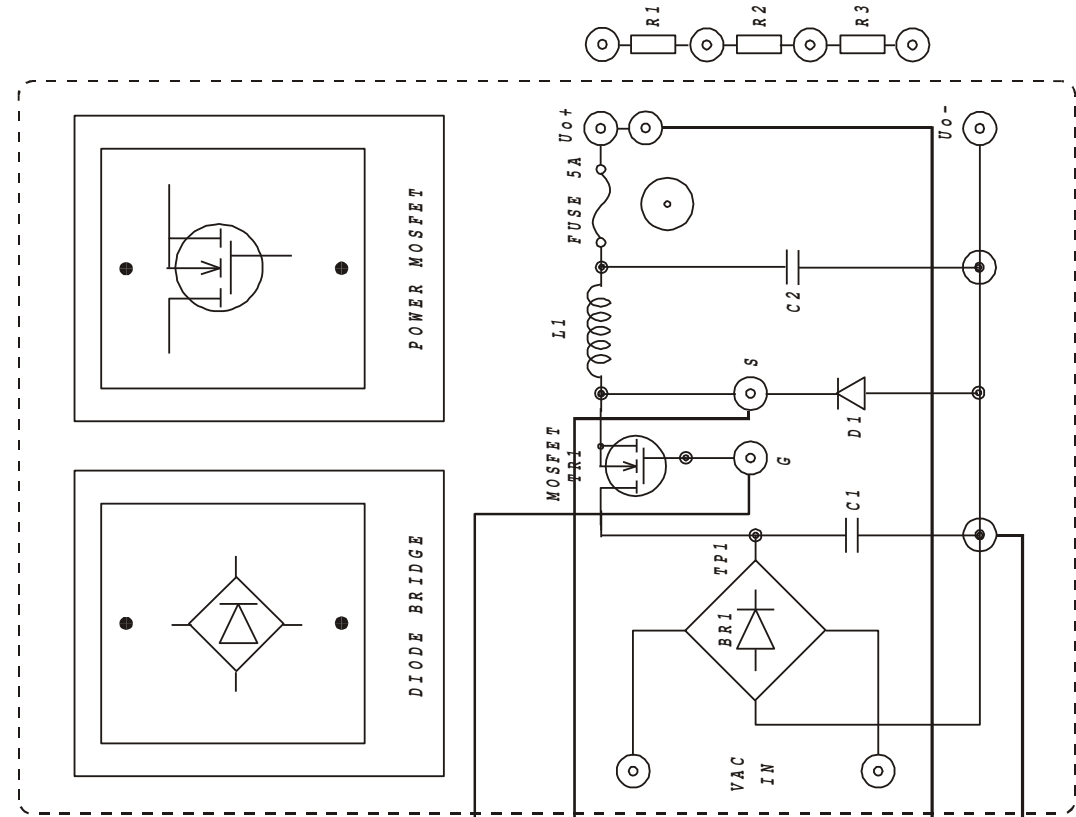 R1
R2
R3
Uo+
Uo-
FUSE 5A
POWER MOSFET
C2
L1
S
D1
MOSFET
TR1
G
C1
TP1
DIODE BRIDGE
BR1
VAC
IN